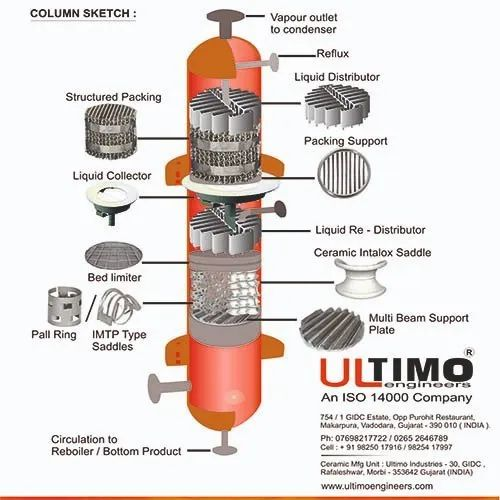 COLUMN SKETCH :
Vapour outlet
to condenser
Reflux
Liquid Distributor
Structured Packing
Packing Support
Liquid Collector
Liquid Re - Distributor
Ceramic Intalox Saddle
Bed limiter
Pall Ring
IMTP Type
Saddles
Multi Beam Support
Plate
ULTIMO ®
engineers
An ISO 14000 Company
754 / 1 GIDC Estate, Opp Purohit Restaurant,
Makarpura, Vadodara, Gujarat - 390 010 ( INDIA ).
Ph: 07698217722 / 0265 2646789
Cell : + 91 98250 17916 / 98254 17997
Ceramic Mfg Unit : Ultimo Industries - 30, GIDC ,
Rafaleshwar, Morbi - 353642 Gujarat (INDIA)
www.ultimoengineers.com
Circulation to
Reboiler / Bottom Product